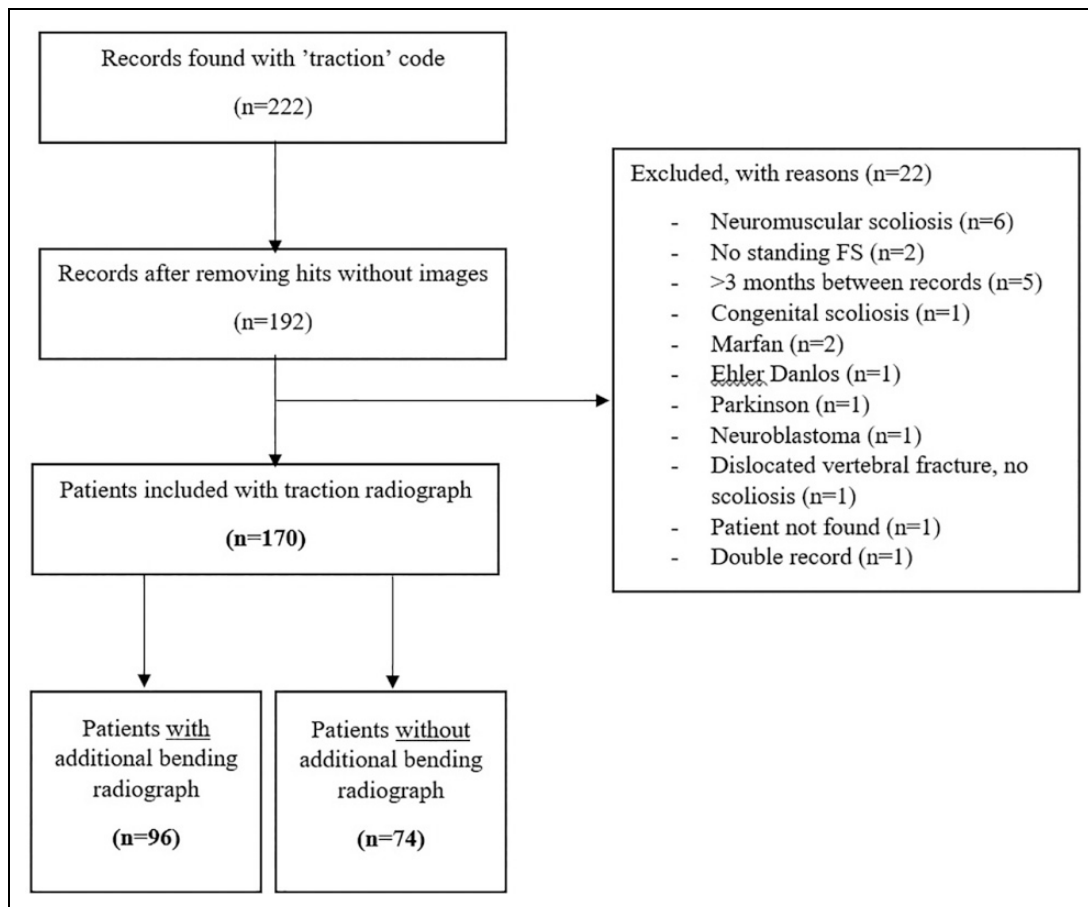 Records found with ’traction’ code
(n=222)
Records after removing hits without images
(n=192)
Excluded, with reasons (n=22)
- Neuromuscular scoliosis (n=6)
- No standing FS (n=2)
- >3 months between records (n=5)
- Congenital scoliosis (n=1)
- Marfan (n=2)
- Ehler Danlos (n=1)
- Parkinson (n=1)
- Neuroblastoma (n=1)
- Dislocated vertebral fracture, no
scoliosis (n=1)
- Patient not found (n=1)
- Double record (n=1)
Patients included with traction radiograph
(n=170)
Patients with
additional bending
radiograph
(n=96)
Patients without
additional bending
radiograph
(n=74)